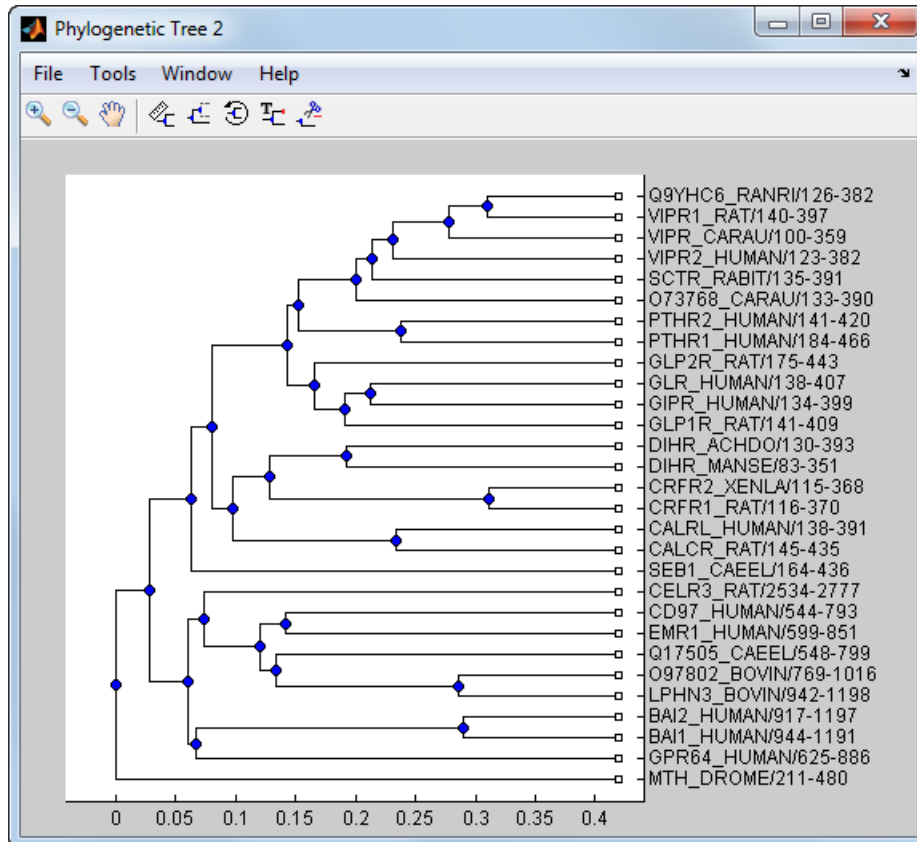 Phylogenetic Tree 2
File Tools Window Help
Q9YHC6_RANRI/126-382
VIPR1_RAT/140-397
VIPR_CARAU/100-359
VIPR2_HUMAN/123-382
SCTR_RABIT/135-391
O73768_CARAU/133-390
PTHR2_HUMAN/141-420
PTHR1_HUMAN/184-466
GLP2R_RAT/175-443
GLR_HUMAN/138-407
GIPR_HUMAN/134-399
GLP1R_RAT/141-409
DIHR_ACHDO/130-393
DIHR_MANSE/83-351
CRFR2_XENLA/115-368
CRFR1_RAT/116-370
CALRL_HUMAN/138-391
CALCR_RAT/145-435
SEB1_CAEEL/164-436
CELR3_RAT/2534-2777
CD97_HUMAN/544-793
EMR1_HUMAN/599-851
Q17505_CAEEL/548-799
O97802_BOVIN/769-1016
LPHN3_BOVIN/942-1198
BAI2_HUMAN/917-1197
BAI1_HUMAN/944-1191
GPR64_HUMAN/625-886
MTH_DROME/211-480
0 0.05 0.1 0.15 0.2 0.25 0.3 0.35 0.4